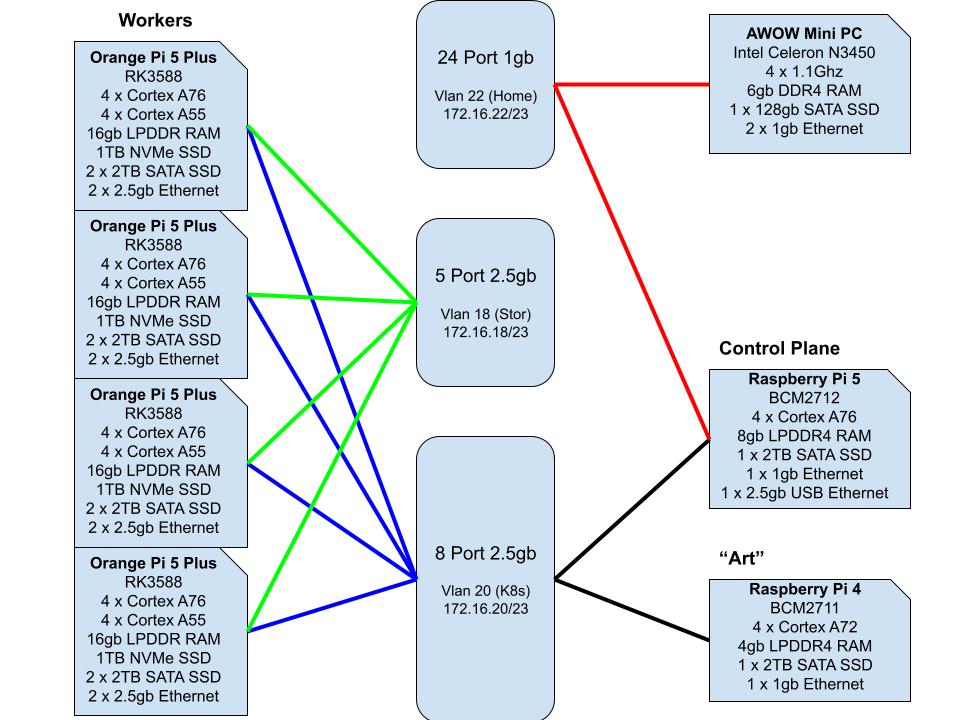 Workers
Orange Pi 5 Plus
RK3588
4 x Cortex A76
4 x Cortex A55
16gb LPDDR RAM
1TB NVMe SSD
2 x 2TB SATA SSD
2 x 2.5gb Ethernet
Orange Pi 5 Plus
RK3588
4 x Cortex A76
4 x Cortex A55
16gb LPDDR RAM
1TB NVMe SSD
2 x 2TB SATA SSD
2 x 2.5gb Ethernet
Orange Pi 5 Plus
RK3588
4 x Cortex A76
4 x Cortex A55
16gb LPDDR RAM
1TB NVMe SSD
2 x 2TB SATA SSD
2 x 2.5gb Ethernet
Orange Pi 5 Plus
RK3588
4 x Cortex A76
4 x Cortex A55
16gb LPDDR RAM
1TB NVMe SSD
2 x 2TB SATA SSD
2 x 2.5gb Ethernet
24 Port 1gb
Vlan 22 (Home)
172.16.22/23
5 Port 2.5gb
Vlan 18 (Stor)
172.16.18/23
8 Port 2.5gb
Vlan 20 (K8s)
172.16.20/23
AWOW Mini PC
Intel Celeron N3450
4 x 1.1Ghz
6gb DDR4 RAM
1 x 128gb SATA SSD
2 x 1gb Ethernet
Control Plane
Raspberry Pi 5
BCM2712
4 x Cortex A76
8gb LPDDR4 RAM
1 x 2TB SATA SSD
1 x 1gb Ethernet
1 x 2.5gb USB Ethernet
“Art”
Raspberry Pi 4
BCM2711
4 x Cortex A72
4gb LPDDR4 RAM
1 x 2TB SATA SSD
1 x 1gb Ethernet